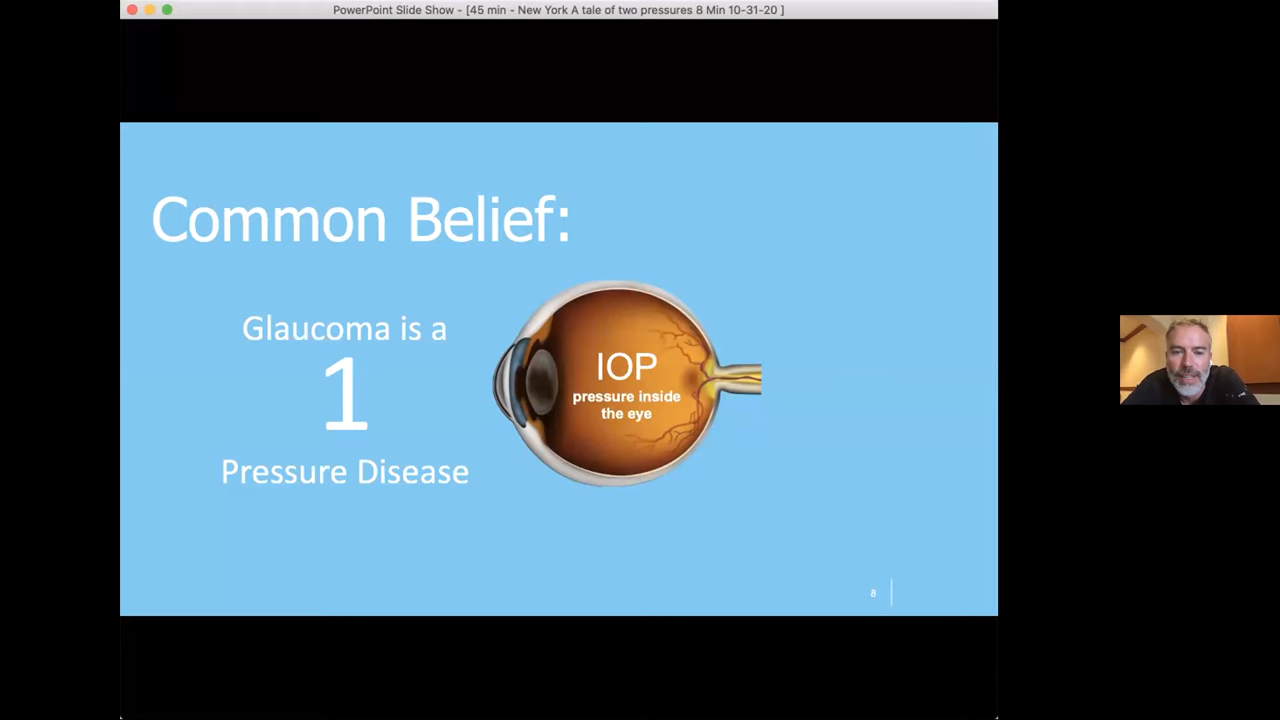 PowerPoint Slide Show - [45 min - New York A tale of two pressures 8 Min 10-31-20 ]
Common Belief:
Glaucoma is a
1
Pressure Disease
IOP
pressure inside
the eye
8